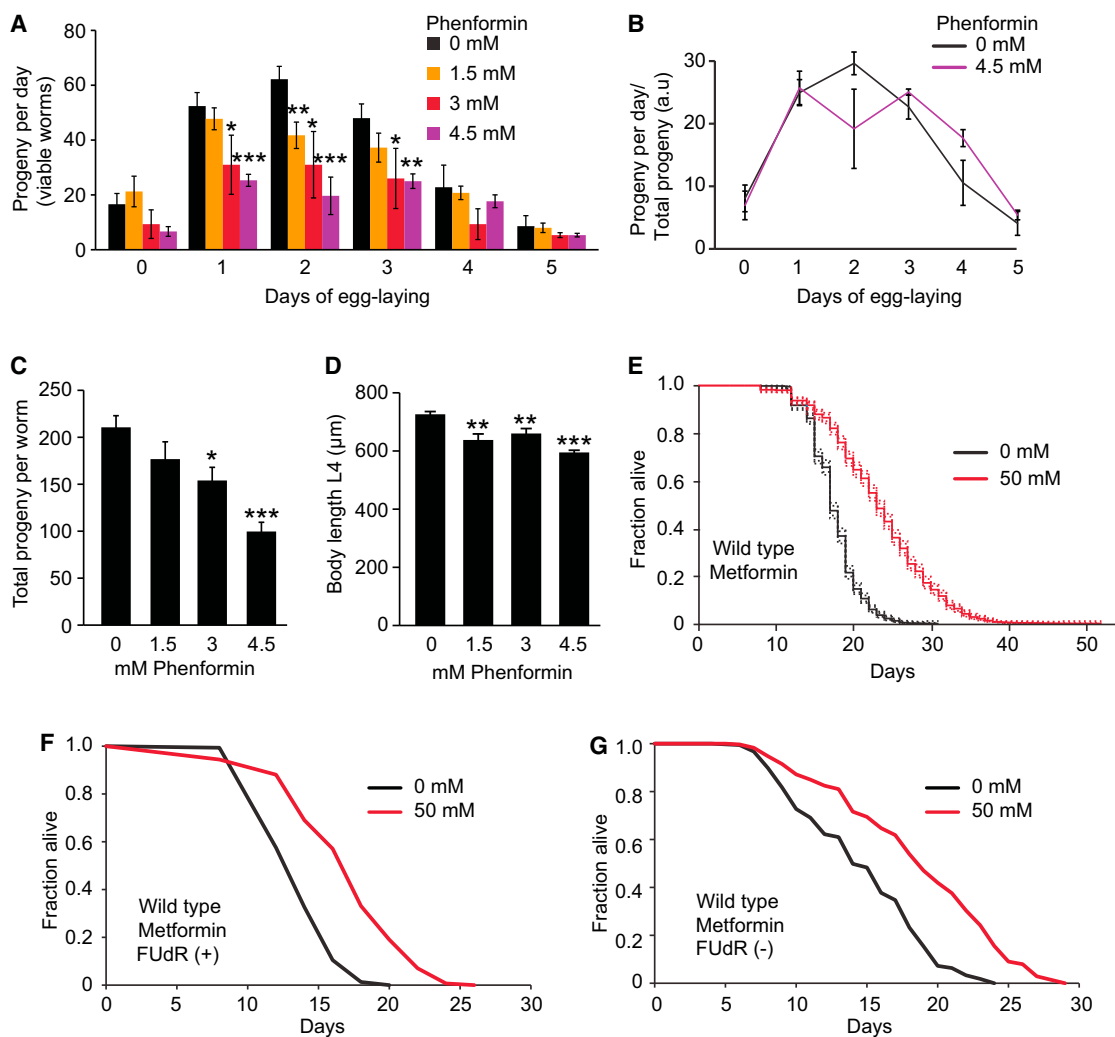 A
Progeny per day
(viable worms)
80
60
40
20
0
Phenformin
0 mM
1.5 mM
3 mM
4.5 mM
*
***
**
*
***
*
**
0 1 2 3 4 5
Days of egg-laying
B
Progeny per day/
Total progeny (a.u)
30
20
10
0
Phenformin
0 mM
4.5 mM
0 1 2 3 4 5
Days of egg-laying
C
Total progeny per worm
250
200
150
100
50
0
*
***
0 1.5 3 4.5
mM Phenformin
D
Body length L4 (µm)
800
600
400
200
0
**
**
***
0 1.5 3 4.5
mM Phenformin
E
Fraction alive
1.0
0.8
0.6
0.4
0.2
0
0 mM
50 mM
Wild type
Metformin
0 10 20 30 40 50
Days
F
Fraction alive
1.0
0.8
0.6
0.4
0.2
0
0 mM
50 mM
Wild type
Metformin
FUdR (+)
0 5 10 15 20 25 30
Days
G
Fraction alive
1.0
0.8
0.6
0.4
0.2
0
0 mM
50 mM
Wild type
Metformin
FUdR (-)
0 5 10 15 20 25 30
Days